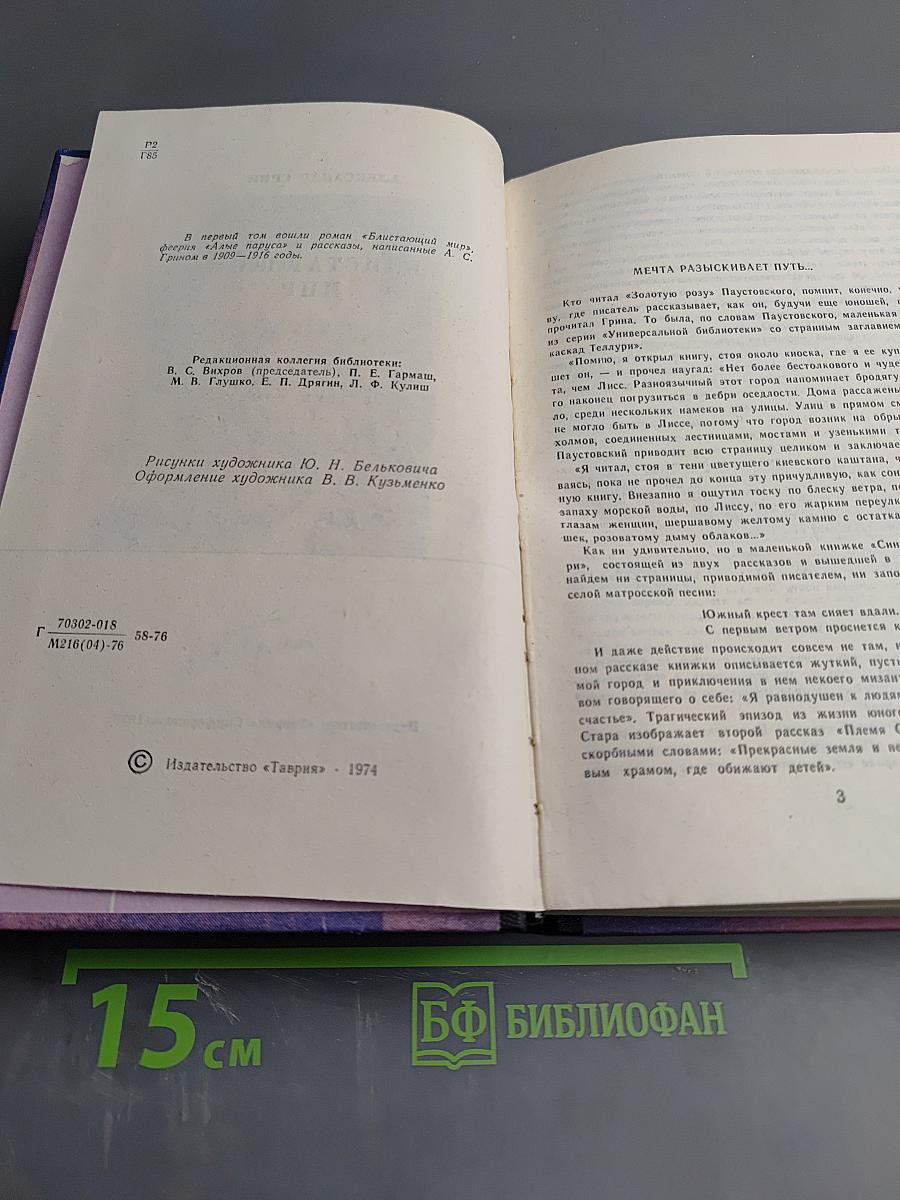 Р2
Г85
В первый том вошли роман «Блистающий мир»,
феерия «Алые паруса» и рассказы, написанные А. С.
Грином в 1909—1916 годы.
Редакционная коллегия библиотеки:
В. С. Вихров (председатель), П. Е. Гармаш,
М. В. Глушко, Е. П. Дрягин, Л. Ф. Кулиш
Рисунки художника Ю. Н. Бельковича
Оформление художника В. В. Кузьменко
Г 70302-018 58-76
М216(04)-76
© Издательство «Таврия» - 1974
МЕЧТА РАЗЫСКИВАЕТ ПУТЬ...
Кто читал «Золотую розу» Паустовского, помнит, конечно,
ву, где писатель рассказывает, как он, будучи еще юношей,
прочитал Грина. То была, по словам Паустовского, маленькая
из серии «Универсальной библиотеки» со странным заглавием
каскад Теллури».
«Помню, я открыл книгу, стоя около киоска, где я ее куп
шет он, — и прочел наугад: «Нет более бестолкового и чуде
та, чем Лисс. Разноязычный этот город напоминает бродягу
го наконец погрузиться в дебри оседлости. Дома рассажены
ло, среди нескольких намеков на улицы. Улиц в прямом см
не могло быть в Лиссе, потому что город возник на обры
холмов, соединенных лестницами, мостами и узенькими т
Паустовский приводит всю страницу целиком и заключае
«Я читал, стоя в тени цветущего киевского каштана, ч
ваясь, пока не прочел до конца эту причудливую, как сон
ную книгу. Внезапно я ощутил тоску по блеску ветра, по
запаху морской воды, по Лиссу, по его жарким переулк
глазам женщин, шершавому желтому камню с остатка
шек, розоватому дыму облаков...»
Как ни удивительно, но в маленькой книжке «Син
ри», состоящей из двух рассказов и вышедшей в
найдем ни страницы, приводимой писателем, ни запо
селой матросской песни:
Южный крест там сияет вдали.
С первым ветром проснется к
И даже действие происходит совсем не там, н
ном рассказе книжки описывается жуткий, пусты
мой город и приключения в нем некоего мизант
вом говорящего о себе: «Я равнодушен к людям
счастье». Трагический эпизод из жизни юного
Стара изображает второй рассказ «Племя С
скорбными словами: «Прекрасные земля и не
вым храмом, где обижают детей».
3
15 см
БФ БИБЛИОФАН